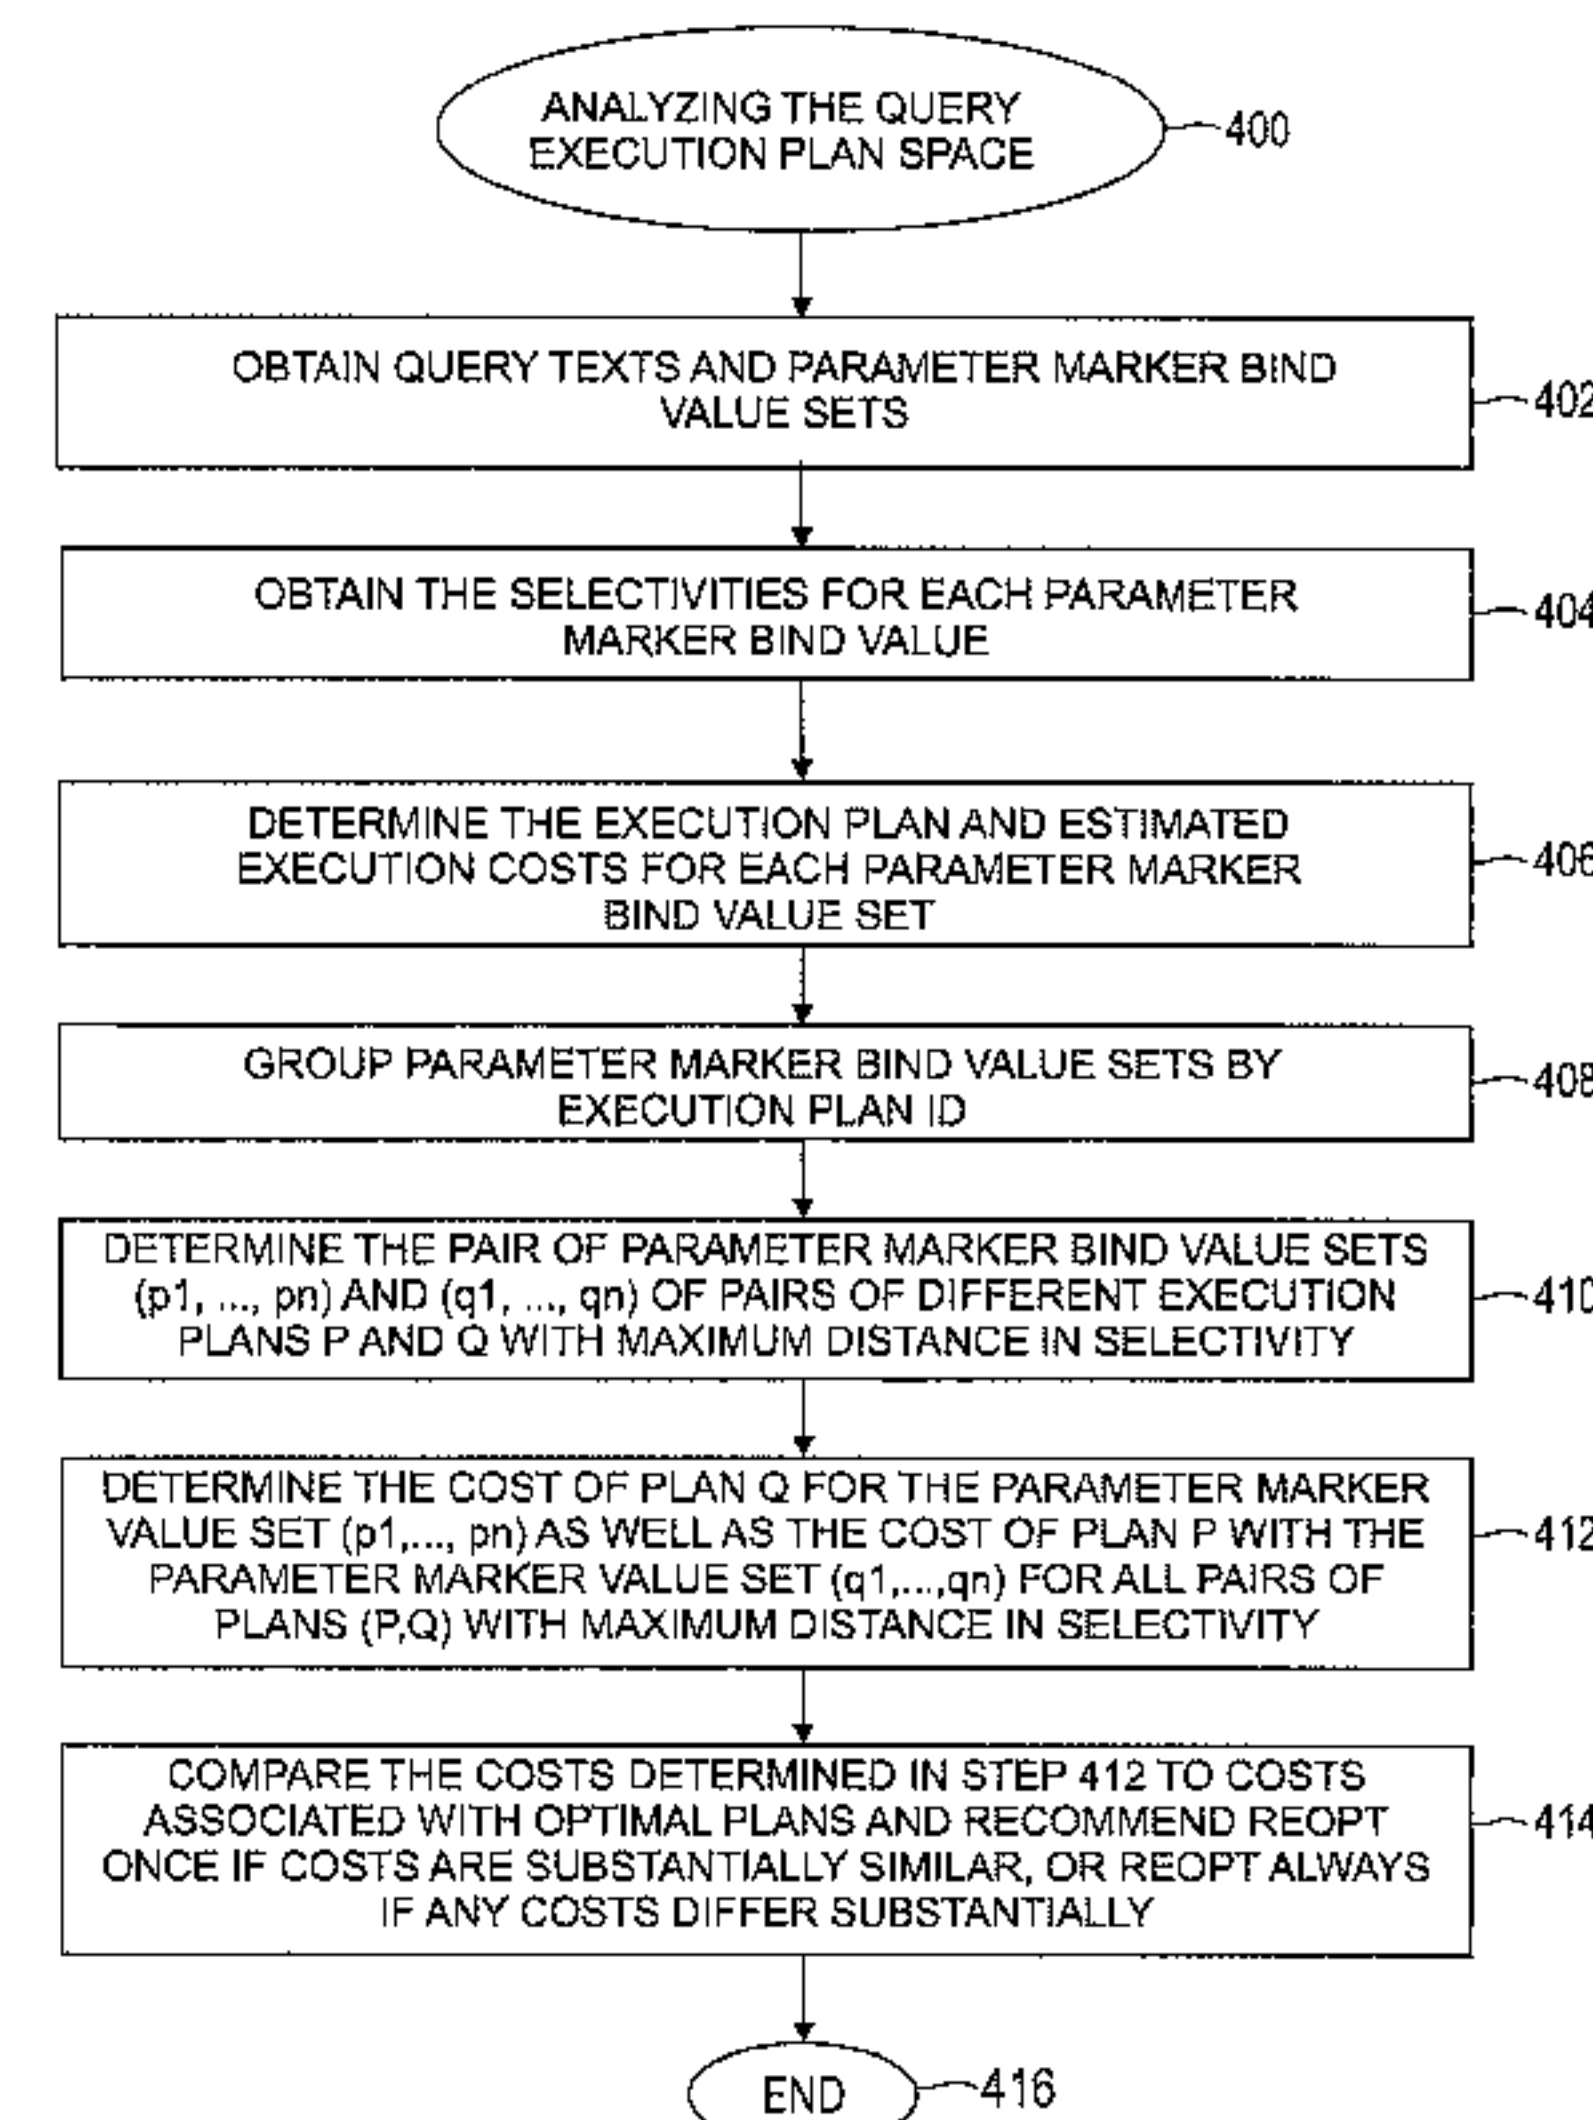 ANALYZING THE QUERY
EXECUTION PLAN SPACE
400
OBTAIN QUERY TEXTS AND PARAMETER MARKER BIND
VALUE SETS
402
OBTAIN THE SELECTIVITIES FOR EACH PARAMETER
MARKER BIND VALUE
404
DETERMINE THE EXECUTION PLAN AND ESTIMATED
EXECUTION COSTS FOR EACH PARAMETER MARKER
BIND VALUE SET
406
GROUP PARAMETER MARKER BIND VALUE SETS BY
EXECUTION PLAN ID
408
DETERMINE THE PAIR OF PARAMETER MARKER BIND VALUE SETS
(p1, ..., pn) AND (q1, ..., qn) OF PAIRS OF DIFFERENT EXECUTION
PLANS P AND Q WITH MAXIMUM DISTANCE IN SELECTIVITY
410
DETERMINE THE COST OF PLAN Q FOR THE PARAMETER MARKER
VALUE SET (p1,..., pn) AS WELL AS THE COST OF PLAN P WITH THE
PARAMETER MARKER VALUE SET (q1,...,qn) FOR ALL PAIRS OF
PLANS (P,Q) WITH MAXIMUM DISTANCE IN SELECTIVITY
412
COMPARE THE COSTS DETERMINED IN STEP 412 TO COSTS
ASSOCIATED WITH OPTIMAL PLANS AND RECOMMEND REOPT
ONCE IF COSTS ARE SUBSTANTIALLY SIMILAR, OR REOPT ALWAYS
IF ANY COSTS DIFFER SUBSTANTIALLY
414
END
416